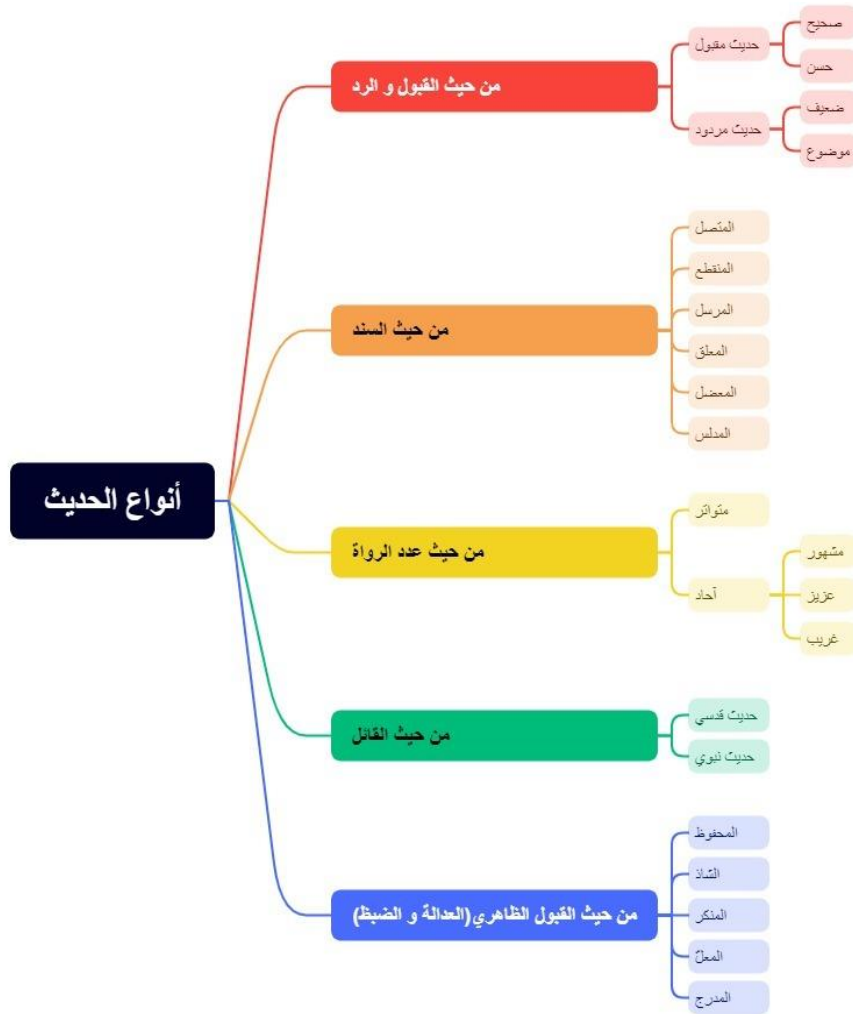 أنواع الحديث
من حيث القبول و الرد
حديث مقبول
صحيح
حسن
حديث مردود
ضعيف
موضوع
من حيث السند
المتصل
المنقطع
المرسل
المعلق
المعضل
المدلس
من حيث عدد الرواة
متواتر
آحاد
مشهور
عزيز
غريب
من حيث القائل
حديث قدسي
حديث نبوي
من حيث القبول الظاهري(العدالة و الضبظ)
المحفوظ
الشاذ
المنكر
المعلّ
المدرج